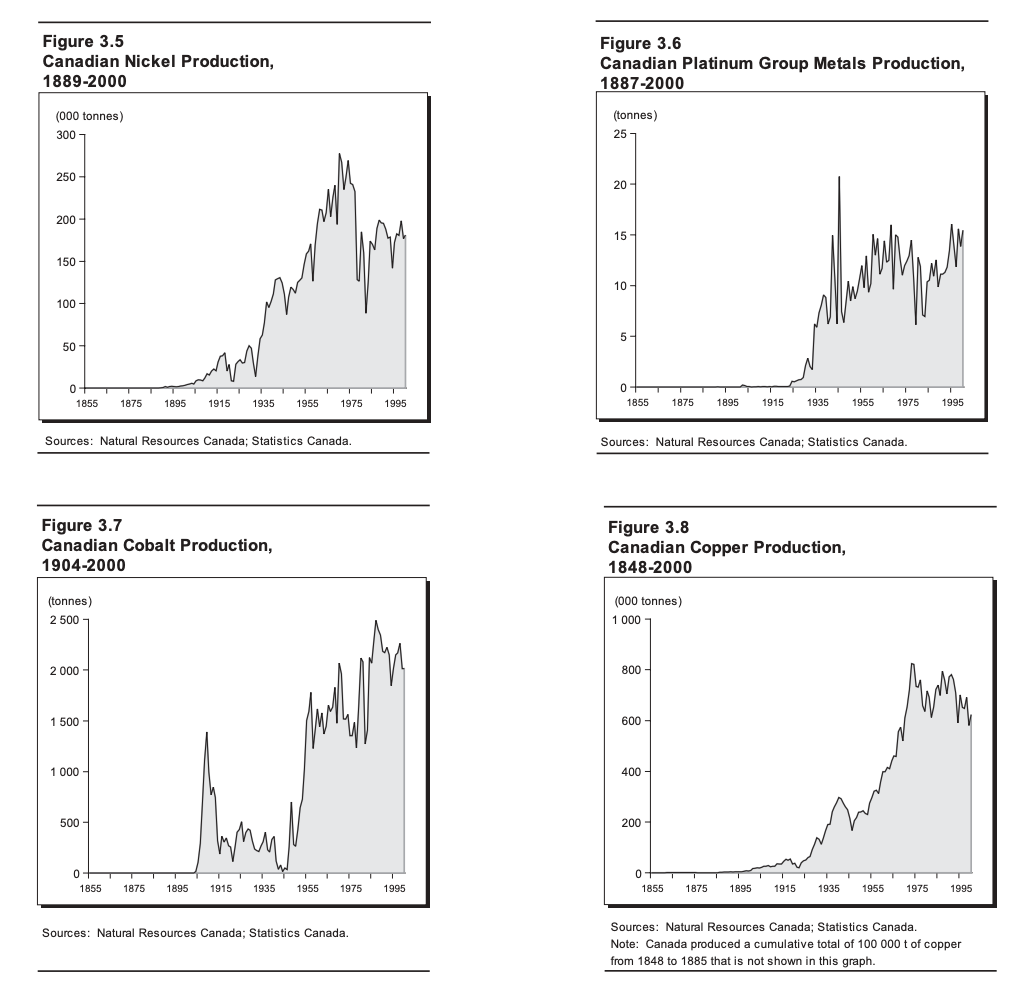 Figure 3.5
Canadian Nickel Production,
1889-2000
(000 tonnes)
300
250
200
150
100
50
0
1855 1875 1895 1915 1935 1955 1975 1995
Sources: Natural Resources Canada; Statistics Canada.
Figure 3.6
Canadian Platinum Group Metals Production,
1887-2000
(tonnes)
25
20
15
10
5
0
1855 1875 1895 1915 1935 1955 1975 1995
Sources: Natural Resources Canada; Statistics Canada.
Figure 3.7
Canadian Cobalt Production,
1904-2000
(tonnes)
2 500
2 000
1 500
1 000
500
0
1855 1875 1895 1915 1935 1955 1975 1995
Sources: Natural Resources Canada; Statistics Canada.
Figure 3.8
Canadian Copper Production,
1848-2000
(000 tonnes)
1 000
800
600
400
200
0
1855 1875 1895 1915 1935 1955 1975 1995
Sources: Natural Resources Canada; Statistics Canada.
Note: Canada produced a cumulative total of 100 000 t of copper
from 1848 to 1885 that is not shown in this graph.